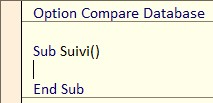 Option Compare Database
Sub Suivi()
End Sub